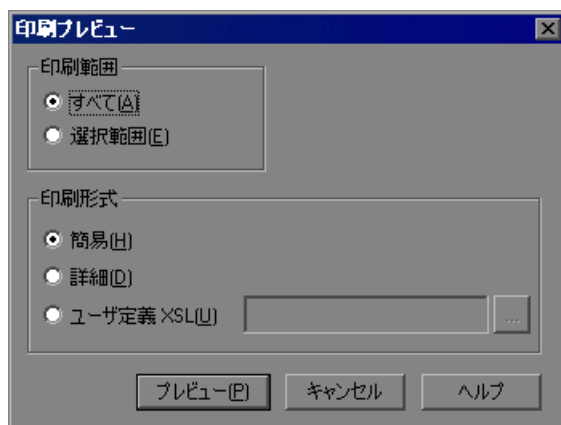 印刷プレビュー
印刷範囲
すべて(A)
選択範囲(E)
印刷形式
簡易(H)
詳細(D)
ユーザ定義 XSL(U) ...
プレビュー(P) キャンセル ヘルプ